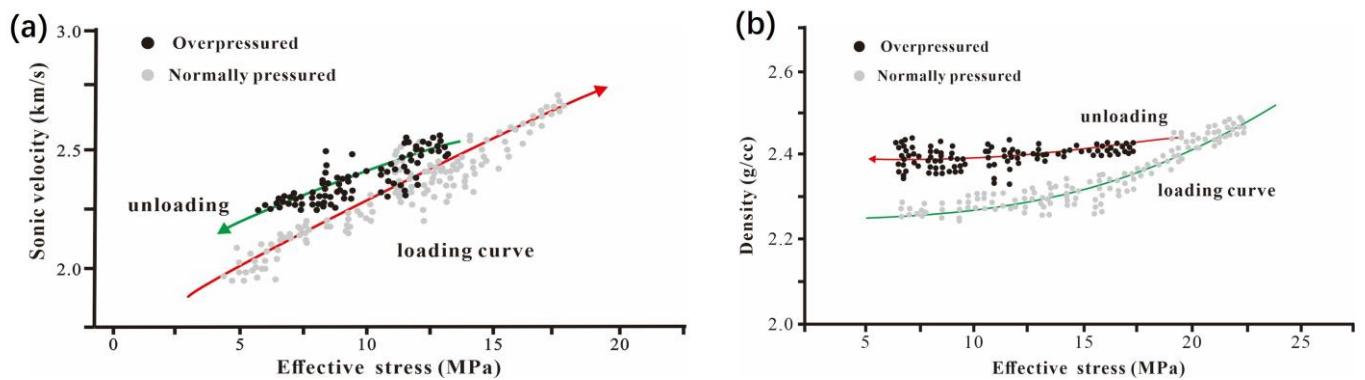 (a)
3.0
2.5
2.0
Sonic velocity (km/s)
Overpressured
Normally pressured
unloading
loading curve
0 5 10 15 20
Effective stress (MPa)
(b)
2.6
2.4
2.2
2.0
Density (g/cc)
Overpressured
Normally pressured
unloading
loading curve
5 10 15 20 25
Effective stress (MPa)